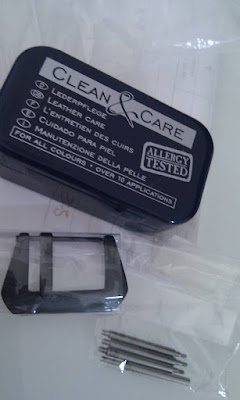 CLEAN & CARE
D LEDERPFLEGE
GB LEATHER CARE
F L'ENTRETIEN DES CUIRS
E CUIDADO PARA PIEL
I MANUTENZIONE DELLA PELLE
FOR ALL COLOURS • OVER 10 APPLICATIONS
ALLERGY
TESTED